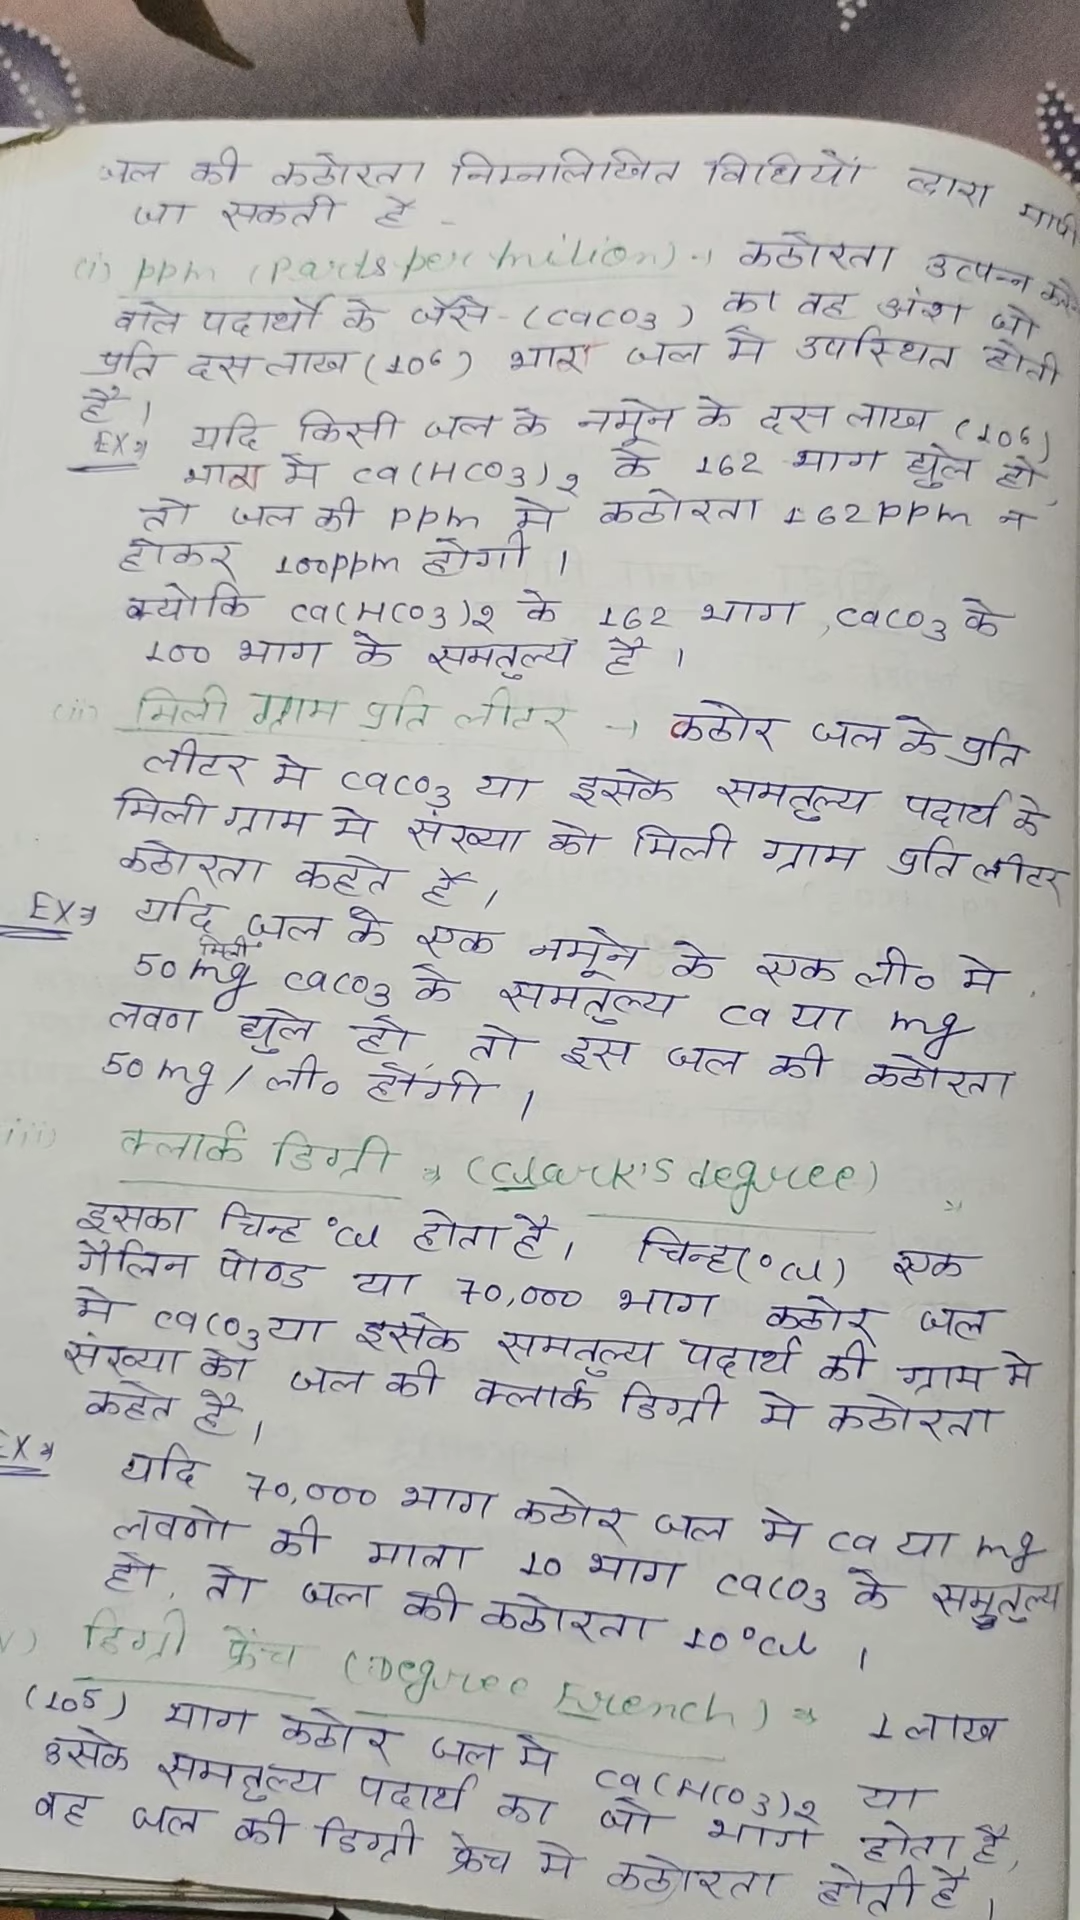 जल की कठोरता निम्नलिखित विधियों द्वारा मापी
जा सकती है -
(i) ppm (Parts per milion) → कठोरता उत्पन्न करने
वाले पदार्थों के जैसे - (CaCO3) का वह अंश जो
प्रति दस लाख (10⁶) भाग जल मे उपस्थित होती
है।
EX⇒ यदि किसी जल के नमूने के दस लाख (10⁶)
भाग मे Ca(HCO3)2 के 162 भाग घुले हो,
तो जल की ppm मे कठोरता 162ppm न
होकर 100ppm होगी।
क्योकि Ca(HCO3)2 के 162 भाग, CaCO3 के
100 भाग के समतुल्य है।
(ii) मिली ग्राम प्रति लीटर → कठोर जल के प्रति
लीटर मे CaCO3 या इसके समतुल्य पदार्थ के
मिली ग्राम मे संख्या को मिली ग्राम प्रति लीटर
कठोरता कहते है।
EX⇒ यदि जल के एक नमूने के एक ली० मे
मिली
50 mg CaCO3 के समतुल्य Ca या mg
लवण घुले हो, तो इस जल की कठोरता
50 mg / ली० होगी।
iii) क्लार्क डिग्री ⇒ (Clark's degree)
इसका चिन्ह °Cl होता है। चिन्ह (°Cl) एक
गैलिन पोण्ड या 70,000 भाग कठोर जल
मे CaCO3 या इसके समतुल्य पदार्थ की ग्राम मे
संख्या को जल की क्लार्क डिग्री मे कठोरता
कहते है।
EX⇒ यदि 70,000 भाग कठोर जल मे Ca या mg
लवणो की मात्रा 10 भाग CaCO3 के समुतुल्य
हो, तो जल की कठोरता 10°Cl ।
v) डिग्री फ्रेंच (Degree French) ⇒ 1 लाख
(10⁵) भाग कठोर जल मे Ca(HCO3)2 या
उसके समतुल्य पदार्थ का जो भाग होता है,
वह जल की डिग्री फ्रेच मे कठोरता होती है।